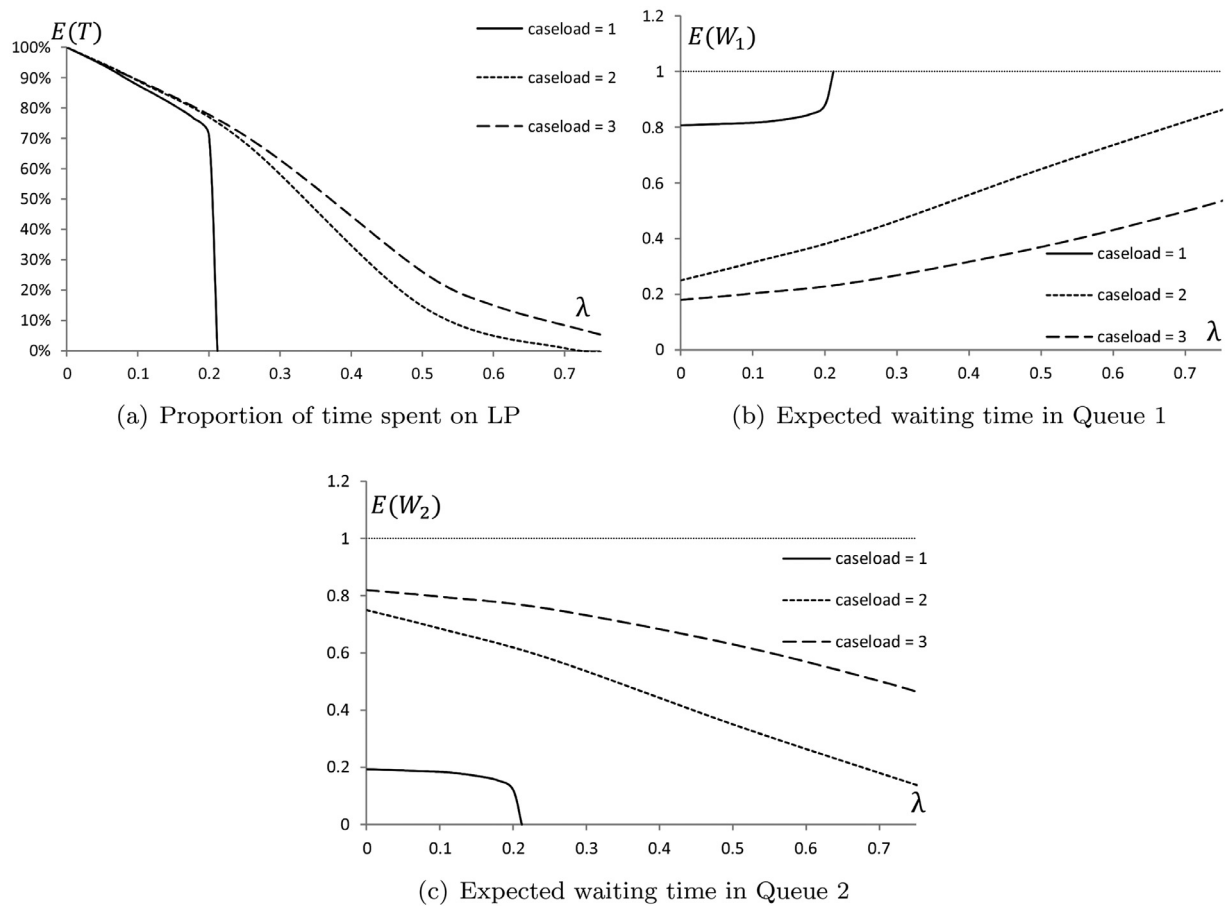 E(T)
100%
90%
80%
70%
60%
50%
40%
30%
20%
10%
0%
0 0.1 0.2 0.3 0.4 0.5 0.6 0.7
λ
caseload = 1
caseload = 2
caseload = 3
(a) Proportion of time spent on LP
E(W₁)
1.2
1
0.8
0.6
0.4
0.2
0
0 0.1 0.2 0.3 0.4 0.5 0.6 0.7
caseload = 1
caseload = 2
caseload = 3
λ
(b) Expected waiting time in Queue 1
E(W₂)
1.2
1
0.8
0.6
0.4
0.2
0
0 0.1 0.2 0.3 0.4 0.5 0.6 0.7
caseload = 1
caseload = 2
caseload = 3
λ
(c) Expected waiting time in Queue 2